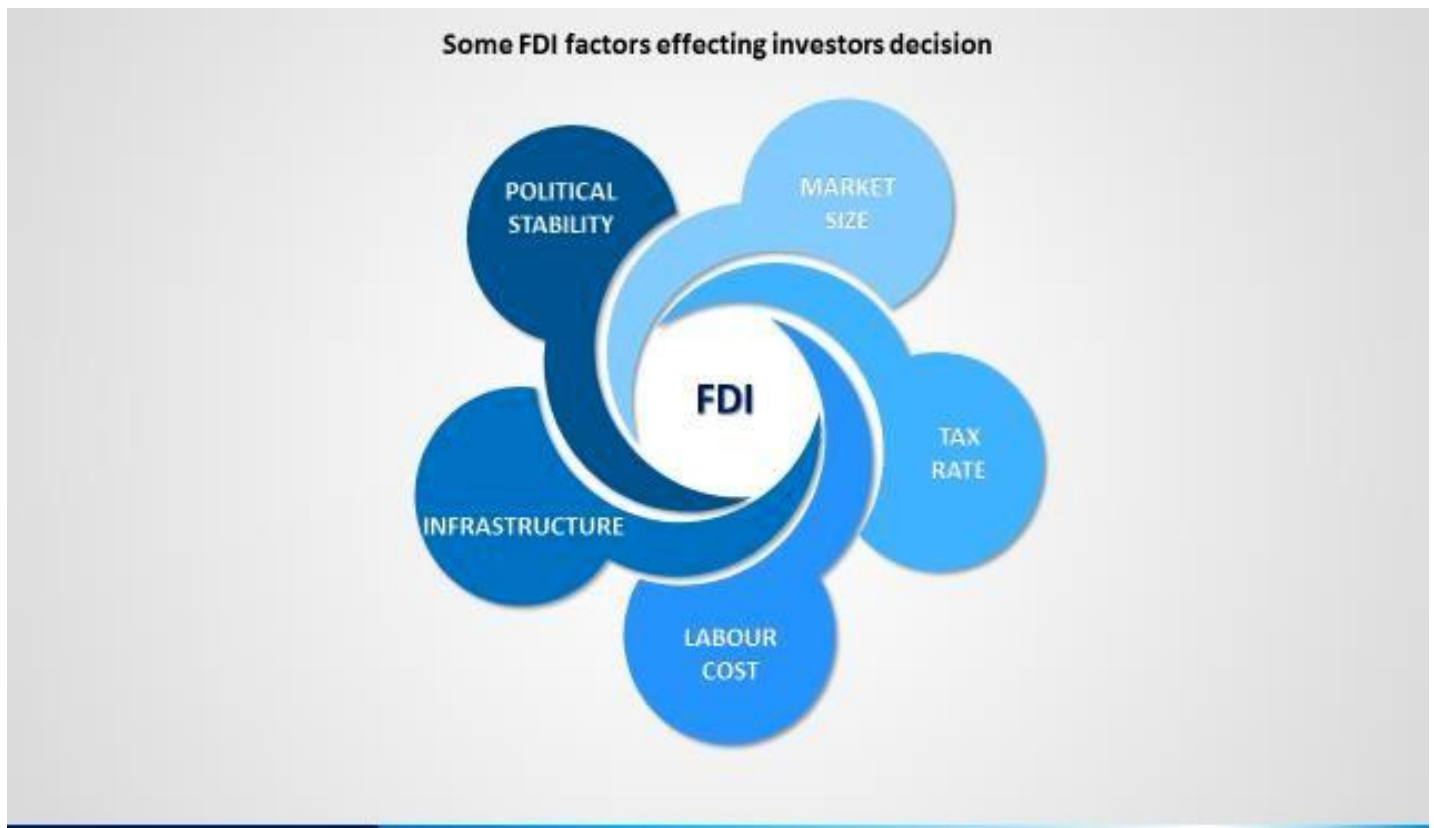 Some FDI factors effecting investors decision
POLITICAL
STABILITY
MARKET
SIZE
FDI
TAX
RATE
INFRASTRUCTURE
LABOUR
COST